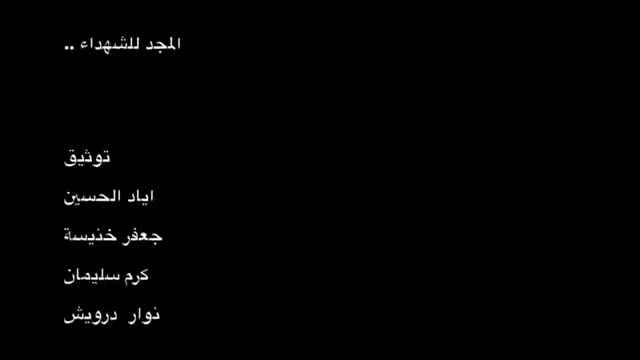 المجد للشهداء ..
توثيق
اياد الحسين
جعفر خنيسة
كرم سليمان
نوار درويش